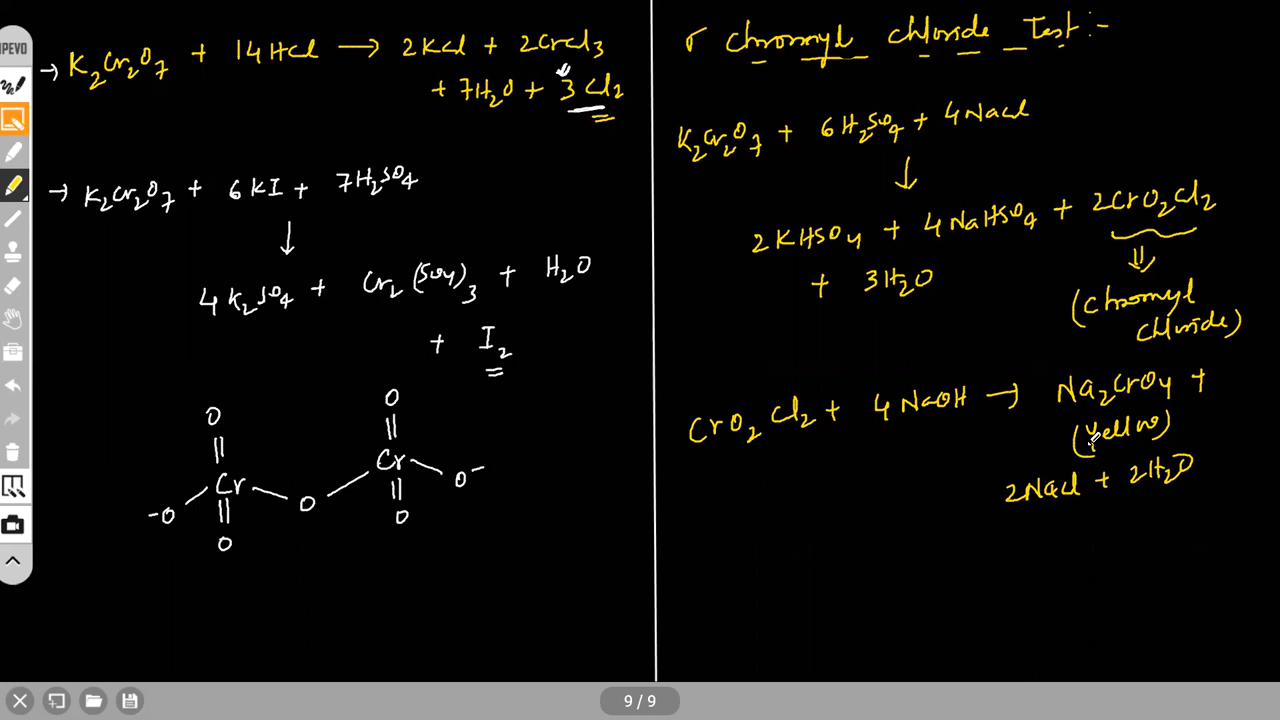 IPEVO
→ K₂Cr₂O₇ + 14HCl → 2KCl + 2CrCl₃
+ 7H₂O + 3Cl₂
→ K₂Cr₂O₇ + 6KI + 7H₂SO₄
↓
4K₂SO₄ + Cr₂(SO₄)₃ + H₂O
+ I₂
O O
Cr Cr O⁻
⁻O O
O O
Chromyl chloride Test :-
K₂Cr₂O₇ + 6H₂SO₄ + 4NaCl
↓
2KHSO₄ + 4NaHSO₄ + 2CrO₂Cl₂
+ 3H₂O
⇓
(Chromyl
chloride)
CrO₂Cl₂ + 4NaOH → Na₂CrO₄ +
(Yellow)
2NaCl + 2H₂O
9 / 9